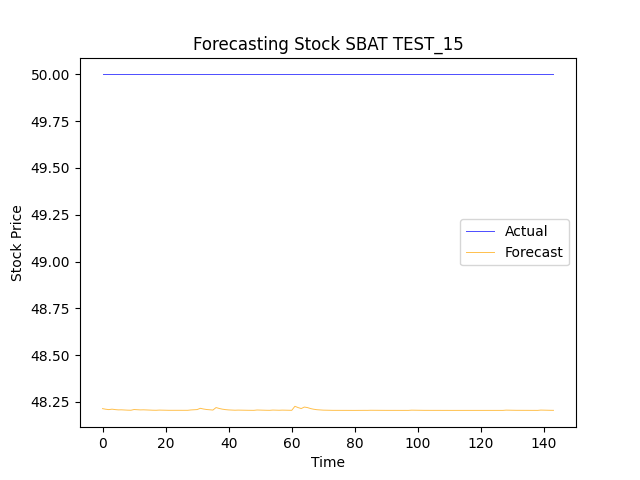 Forecasting Stock SBAT TEST_15
50.00
49.75
49.50
49.25
49.00
48.75
48.50
48.25
Stock Price
Actual
Forecast
0 20 40 60 80 100 120 140
Time